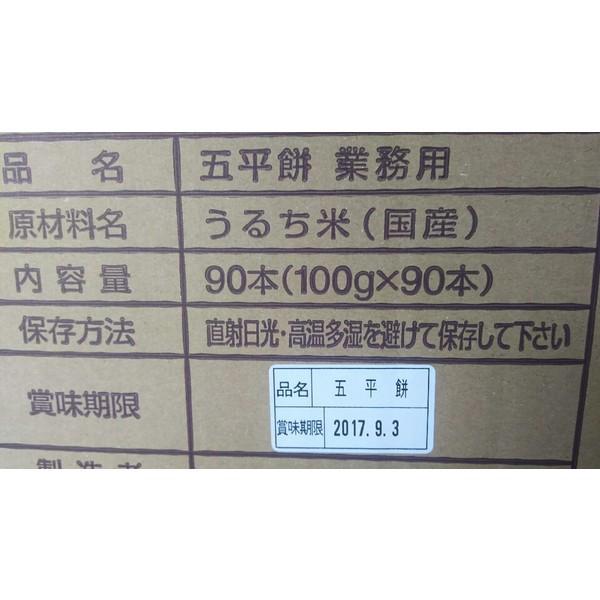 品名 五平餅 業務用
原材料名 うるち米(国産)
内容量 90本(100g×90本)
保存方法 直射日光・高温多湿を避けて保存して下さい
賞味期限
品名 五平餅
賞味期限 2017.9.3
製造者